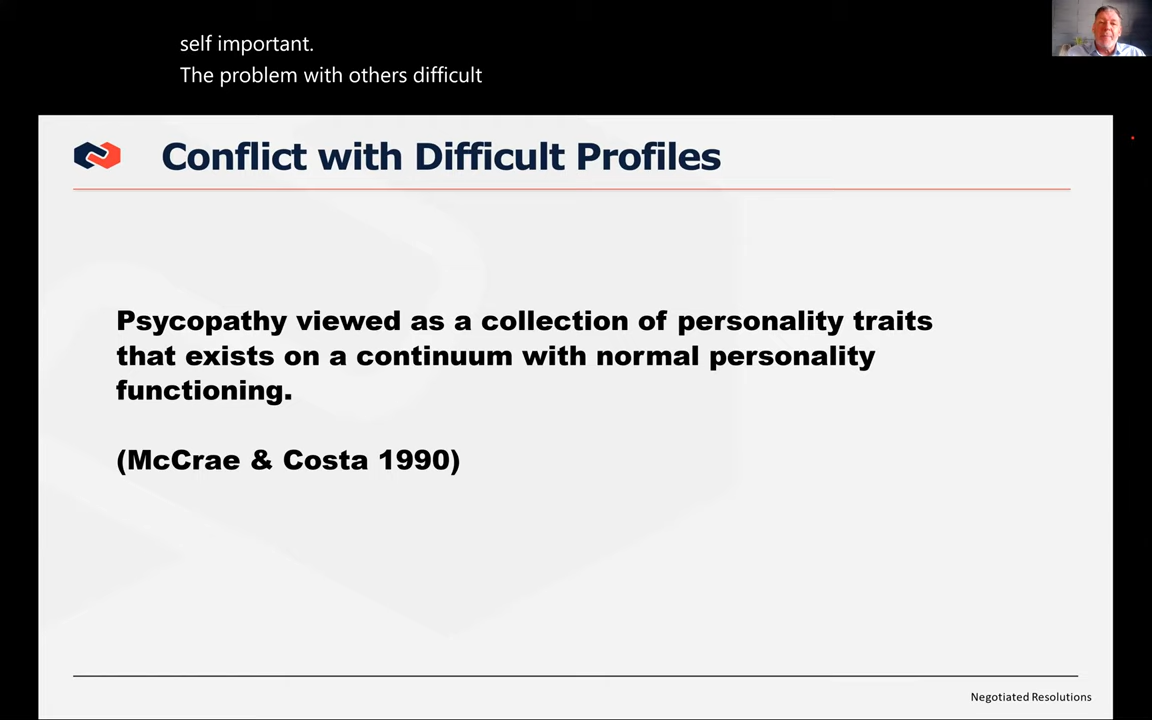 self important.
The problem with others difficult
Conflict with Difficult Profiles
Psycopathy viewed as a collection of personality traits
that exists on a continuum with normal personality
functioning.
(McCrae & Costa 1990)
Negotiated Resolutions